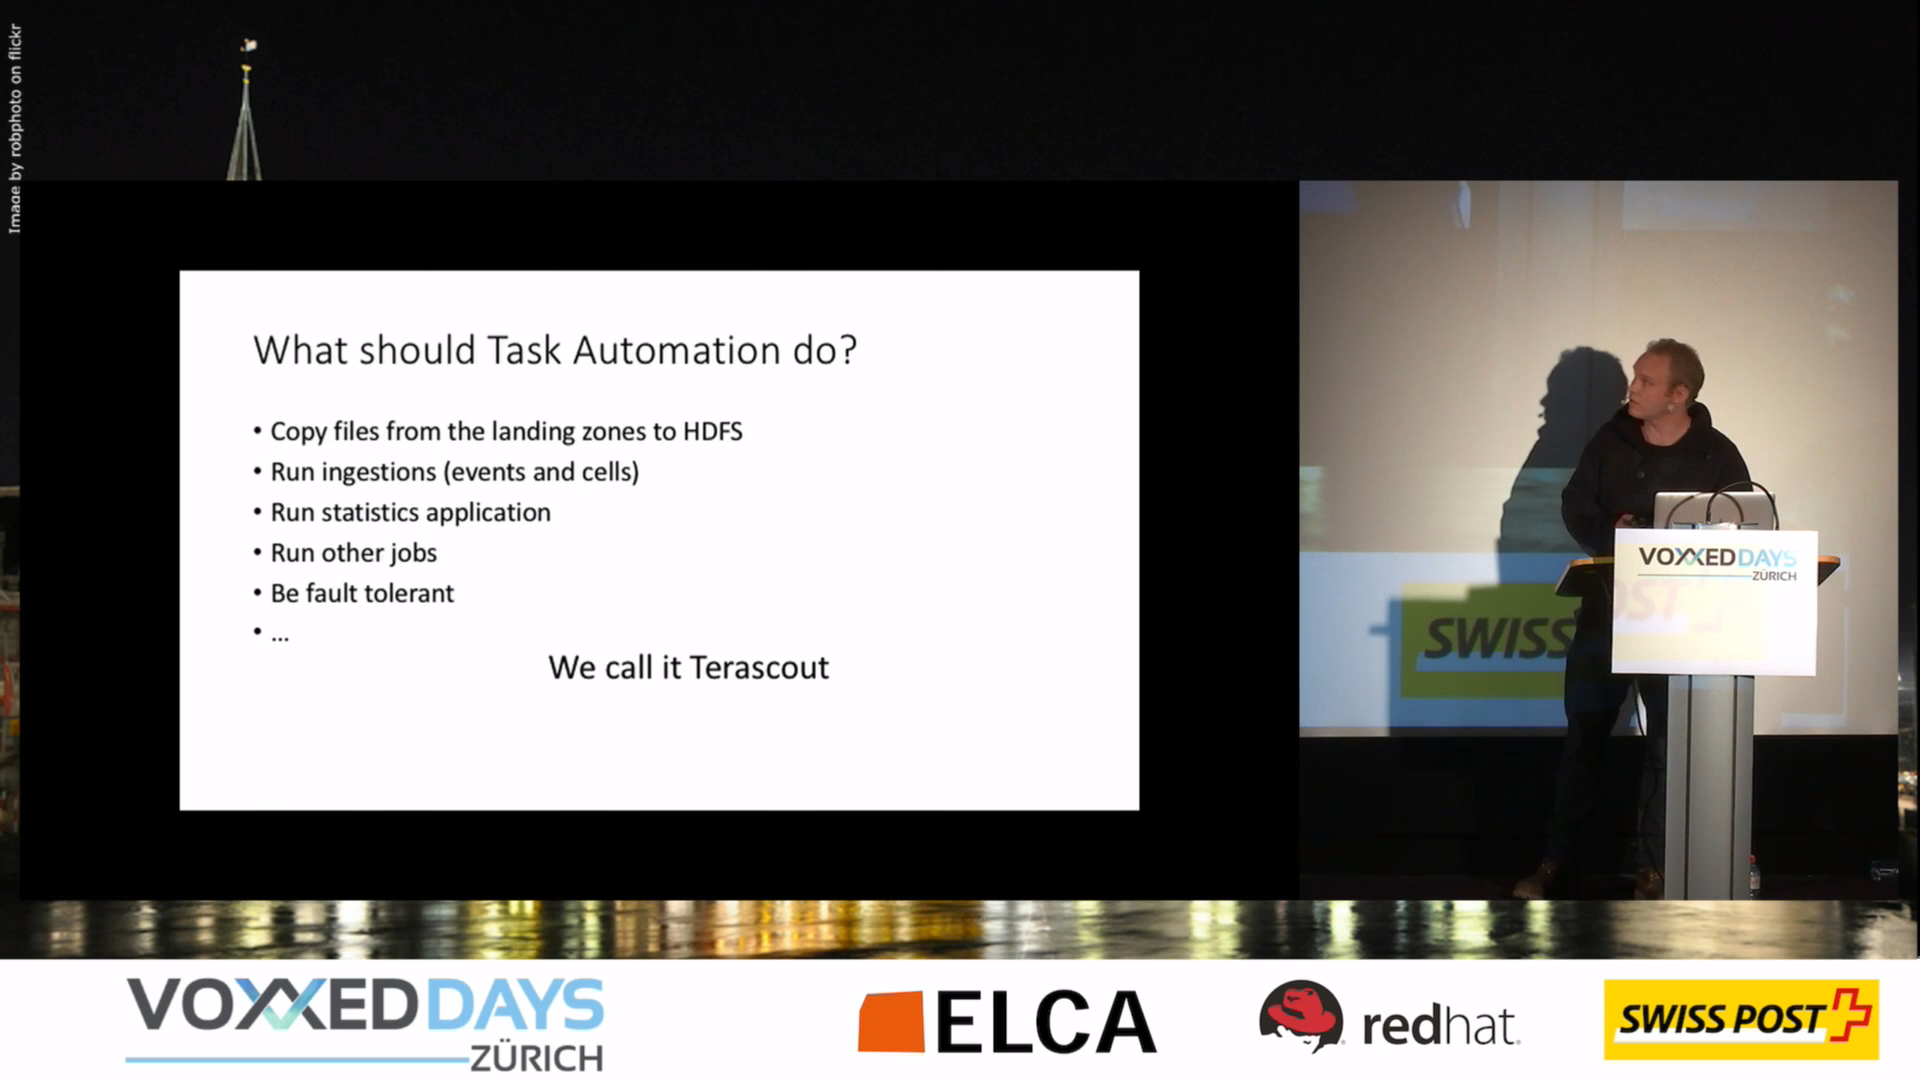 Image by robphoto on flickr
What should Task Automation do?
• Copy files from the landing zones to HDFS
• Run ingestions (events and cells)
• Run statistics application
• Run other jobs
• Be fault tolerant
• ...
We call it Terascout
VOXXED DAYS
ZÜRICH
SWISS
OST
VOXXED DAYS
ZÜRICH
ELCA
redhat.
SWISS POST